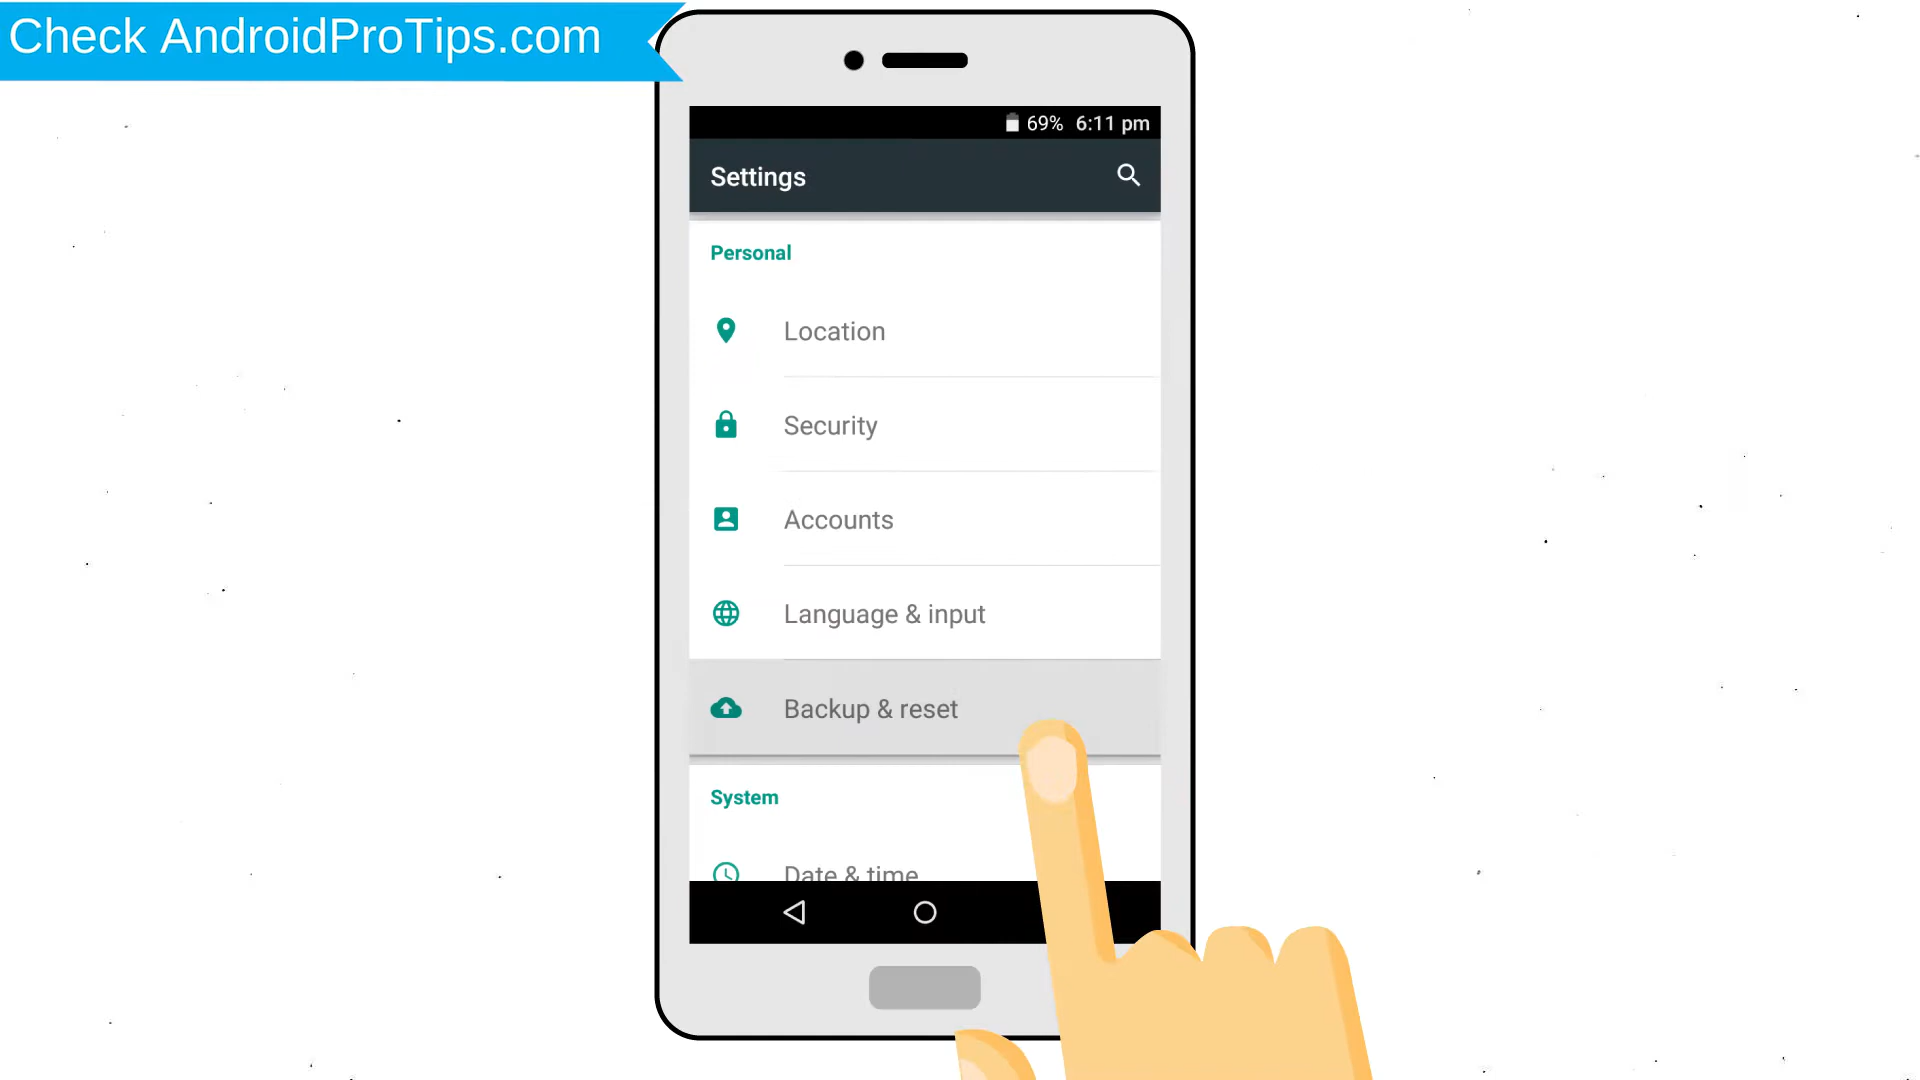 Check AndroidProTips.com
69% 6:11 pm
Settings
Personal
Location
Security
Accounts
Language & input
Backup & reset
System
Date & time